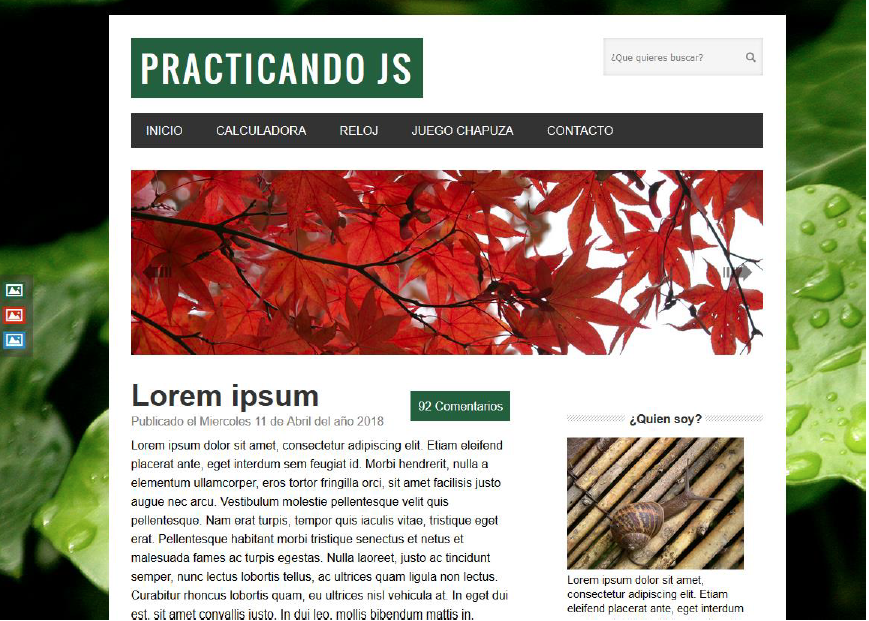 PRACTICANDO JS
¿Que quieres buscar?
INICIO CALCULADORA RELOJ JUEGO CHAPUZA CONTACTO
Lorem ipsum
92 Comentarios
Publicado el Miercoles 11 de Abril del año 2018
Lorem ipsum dolor sit amet, consectetur adipiscing elit. Etiam eleifend
placerat ante, eget interdum sem feugiat id. Morbi hendrerit, nulla a
elementum ullamcorper, eros tortor fringilla orci, sit amet facilisis justo
augue nec arcu. Vestibulum molestie pellentesque velit quis
pellentesque. Nam erat turpis, tempor quis iaculis vitae, tristique eget
erat. Pellentesque habitant morbi tristique senectus et netus et
malesuada fames ac turpis egestas. Nulla laoreet, justo ac tincidunt
semper, nunc lectus lobortis tellus, ac ultrices quam ligula non lectus.
Curabitur rhoncus lobortis quam, eu ultrices nisl vehicula at. In eget dui
est, sit amet convallis justo. In dui leo, mollis bibendum mattis in,
¿Quien soy?
Lorem ipsum dolor sit amet,
consectetur adipiscing elit. Etiam
eleifend placerat ante, eget interdum